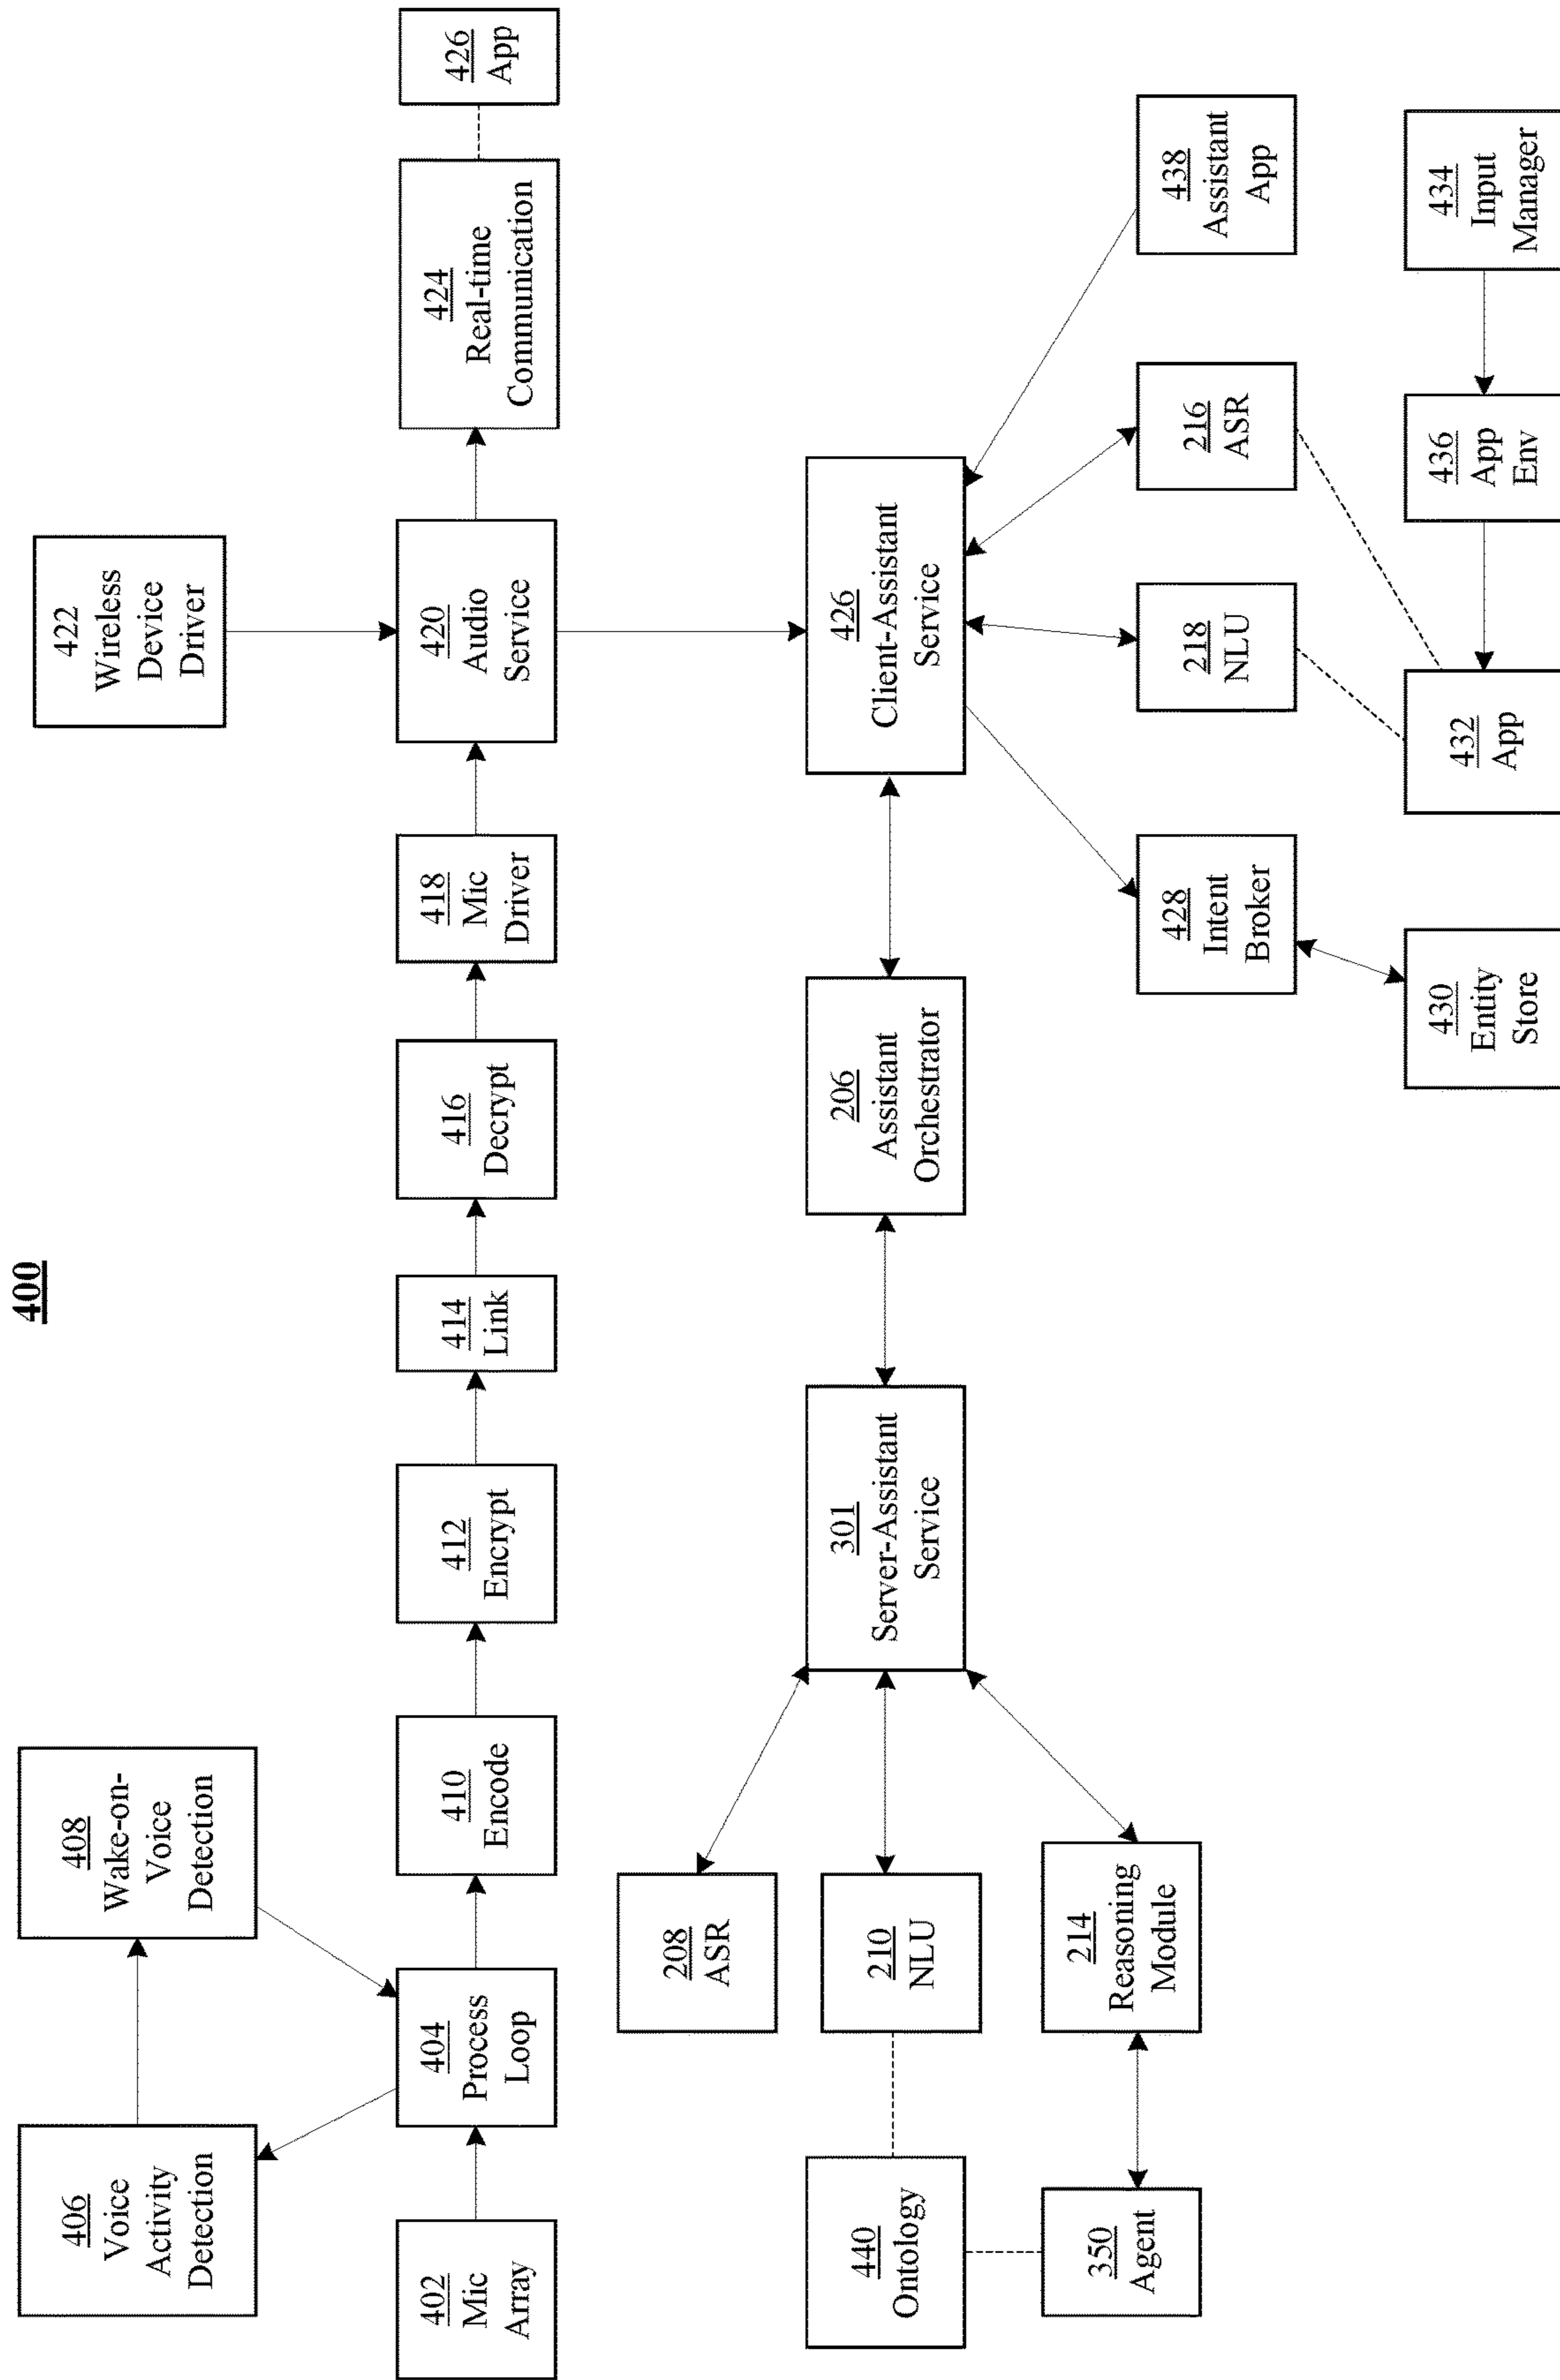 400
406
Voice
Activity
Detection
408
Wake-on-
Voice
Detection
422
Wireless
Device
Driver
402
Mic
Array
404
Process
Loop
410
Encode
412
Encrypt
414
Link
416
Decrypt
418
Mic
Driver
420
Audio
Service
424
Real-time
Communication
426
App
208
ASR
440
Ontology
210
NLU
301
Server-Assistant
Service
206
Assistant
Orchestrator
426
Client-Assistant
Service
350
Agent
214
Reasoning
Module
428
Intent
Broker
218
NLU
216
ASR
438
Assistant
App
430
Entity
Store
432
App
436
App
Env
434
Input
Manager